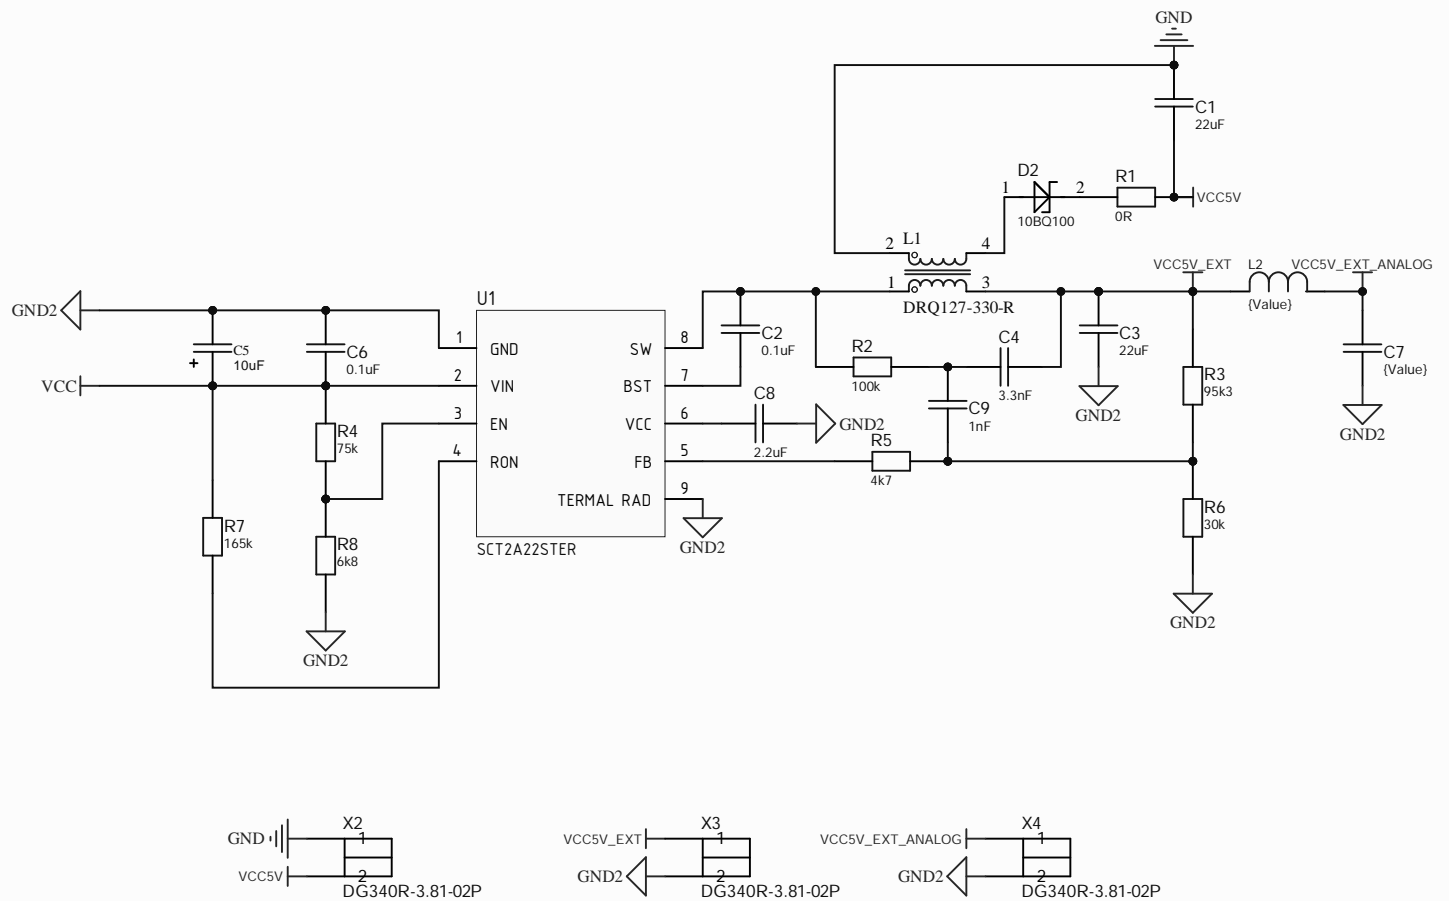 GND
C1
22uF
D2
1
2
R1
10BQ100
0R
VCC5V
2
L1
4
1
3
DRQ127-330-R
VCC5V_EXT
L2
VCC5V_EXT_ANALOG
{Value}
GND2
U1
C5
10uF
+
C6
0.1uF
1
GND
SW
8
C2
0.1uF
R2
100k
C4
3.3nF
C3
22uF
GND2
C7
{Value}
GND2
VCC
2
VIN
BST
7
R3
95k3
3
EN
VCC
6
C8
2.2uF
GND2
C9
1nF
R4
75k
4
RON
FB
5
R5
4k7
TERMAL RAD
9
GND2
R6
30k
R7
165k
R8
6k8
SCT2A22STER
GND2
GND2
X2
GND
1
VCC5V
2
DG340R-3.81-02P
X3
VCC5V_EXT
1
GND2
2
DG340R-3.81-02P
X4
VCC5V_EXT_ANALOG
1
GND2
2
DG340R-3.81-02P